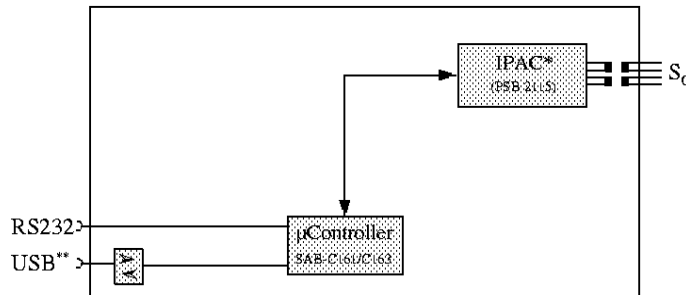 IPAC*
(PSB 2115)
S₀
RS232
µController
USB**
SAB-C161/C163